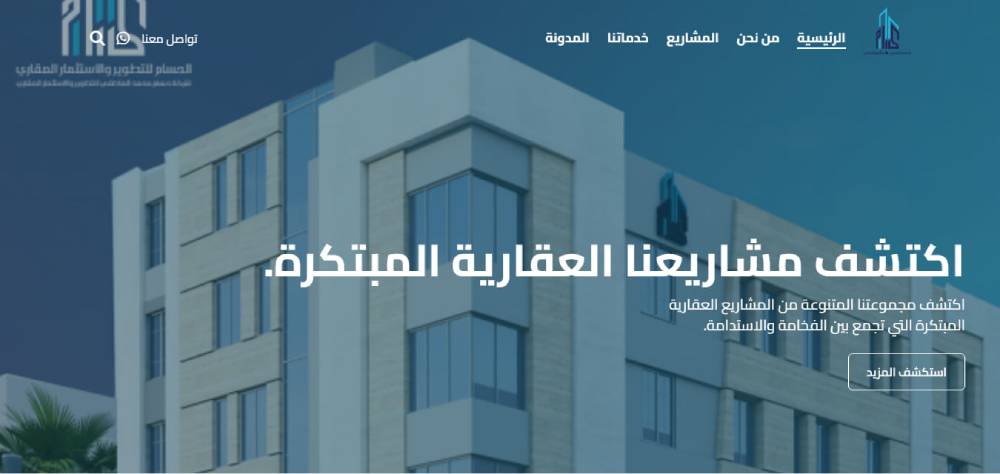 الرئيسية
من نحن
المشاريع
خدماتنا
المدونة
تواصل معنا
حسام
الحسام للتطوير والاستثمار العقاري
اكتشف مشاريعنا العقارية المبتكرة.
اكتشف مجموعتنا المتنوعة من المشاريع العقارية
المبتكرة التي تجمع بين الفخامة والاستدامة.
استكشف المزيد